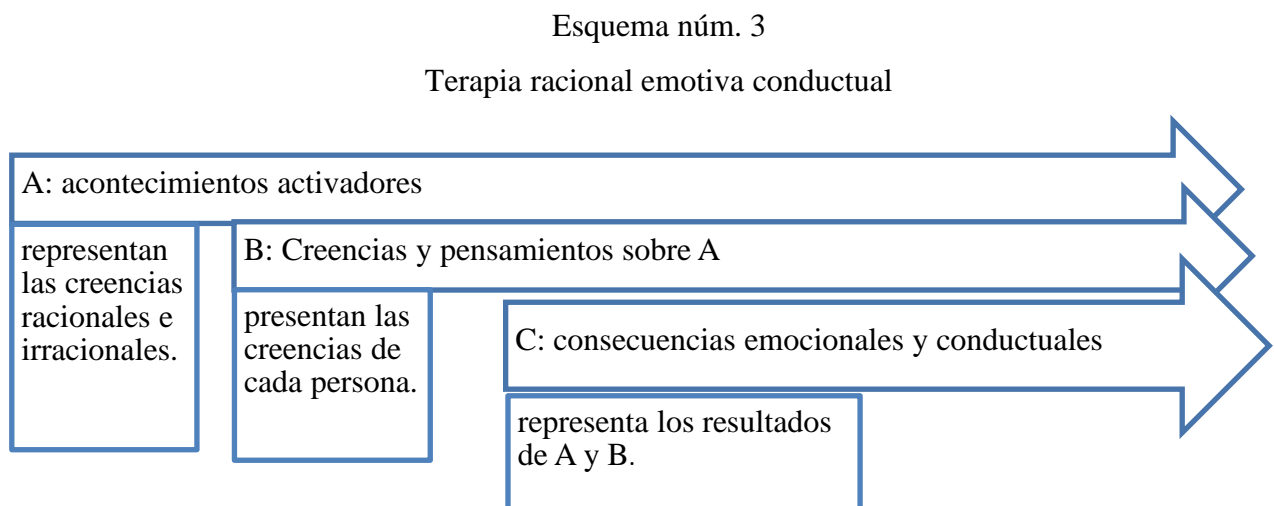 Esquema núm. 3
Terapia racional emotiva conductual
A: acontecimientos activadores
representan
las creencias
racionales e
irracionales.
B: Creencias y pensamientos sobre A
presentan las
creencias de
cada persona.
C: consecuencias emocionales y conductuales
representa los resultados
de A y B.